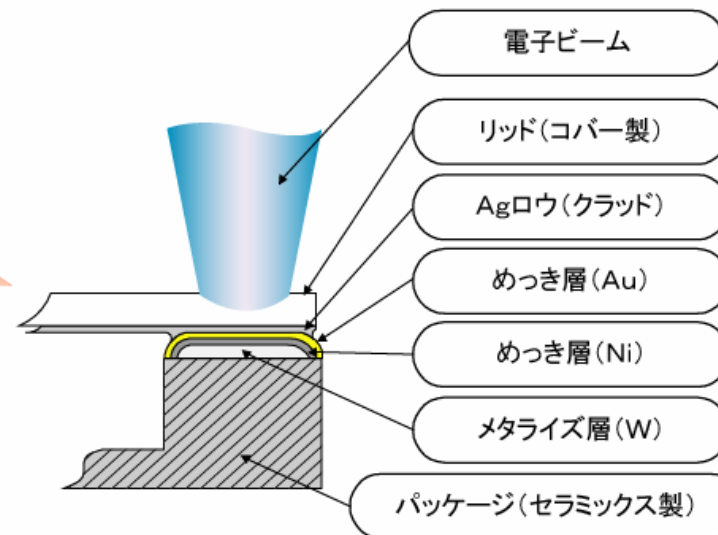 電子ビーム
リッド(コバー製)
Agロウ(クラッド)
めっき層(Au)
めっき層(Ni)
メタライズ層(W)
パッケージ(セラミックス製)